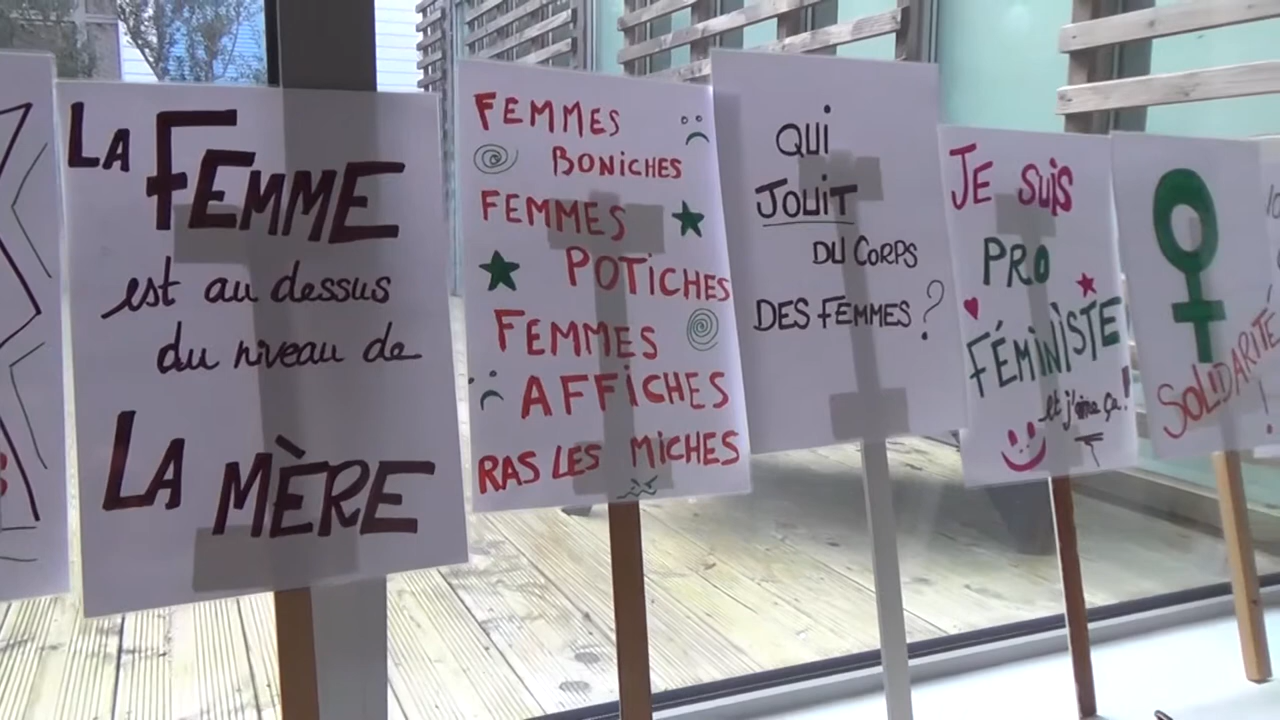 LA FEMME
est au dessus
du niveau de
LA MÈRE
FEMMES
BONICHES
FEMMES
POTICHES
FEMMES
AFFICHES
RAS LES MICHES
QUI
JOUIT
DU CORPS
DES FEMMES ?
JE SUIS
PRO
FÉMINISTE
et j'aime ça !
SOLIDARITÉ
!